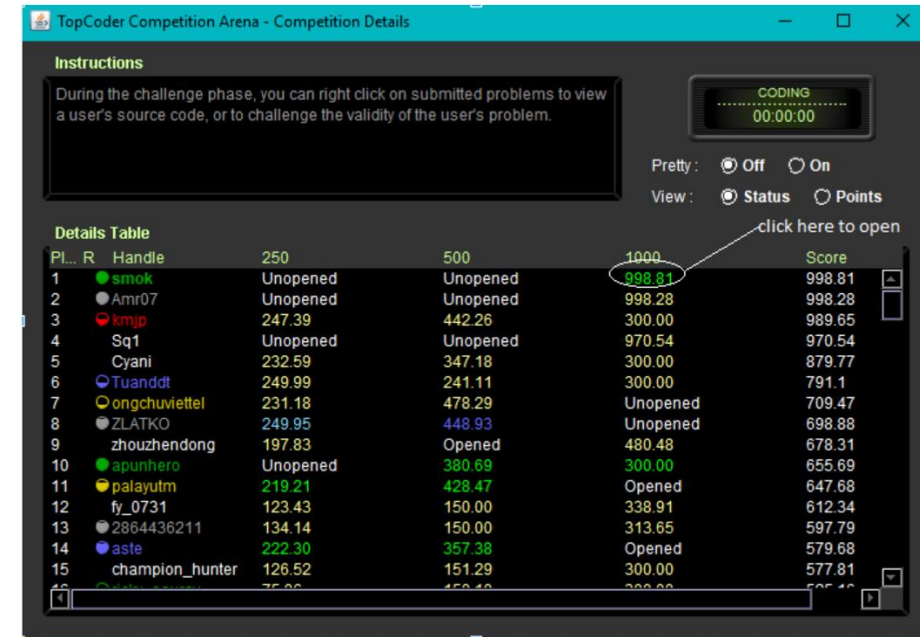 TopCoder Competition Arena - Competition Details
Instructions
During the challenge phase, you can right click on submitted problems to view
a user's source code, or to challenge the validity of the user's problem.
CODING
00:00:00
Pretty : Off On
View : Status Points
click here to open
Details Table
Pl... R Handle 250 500 1000 Score
1 smok Unopened Unopened 998.81 998.81
2 Amr07 Unopened Unopened 998.28 998.28
3 kmjp 247.39 442.26 300.00 989.65
4 Sq1 Unopened Unopened 970.54 970.54
5 Cyani 232.59 347.18 300.00 879.77
6 Tuanddt 249.99 241.11 300.00 791.1
7 ongchuviettel 231.18 478.29 Unopened 709.47
8 ZLATKO 249.95 448.93 Unopened 698.88
9 zhouzhendong 197.83 Opened 480.48 678.31
10 apunhero Unopened 380.69 300.00 655.69
11 palayutm 219.21 428.47 Opened 647.68
12 fy_0731 123.43 150.00 338.91 612.34
13 2864436211 134.14 150.00 313.65 597.79
14 aste 222.30 357.38 Opened 579.68
15 champion_hunter 126.52 151.29 300.00 577.81